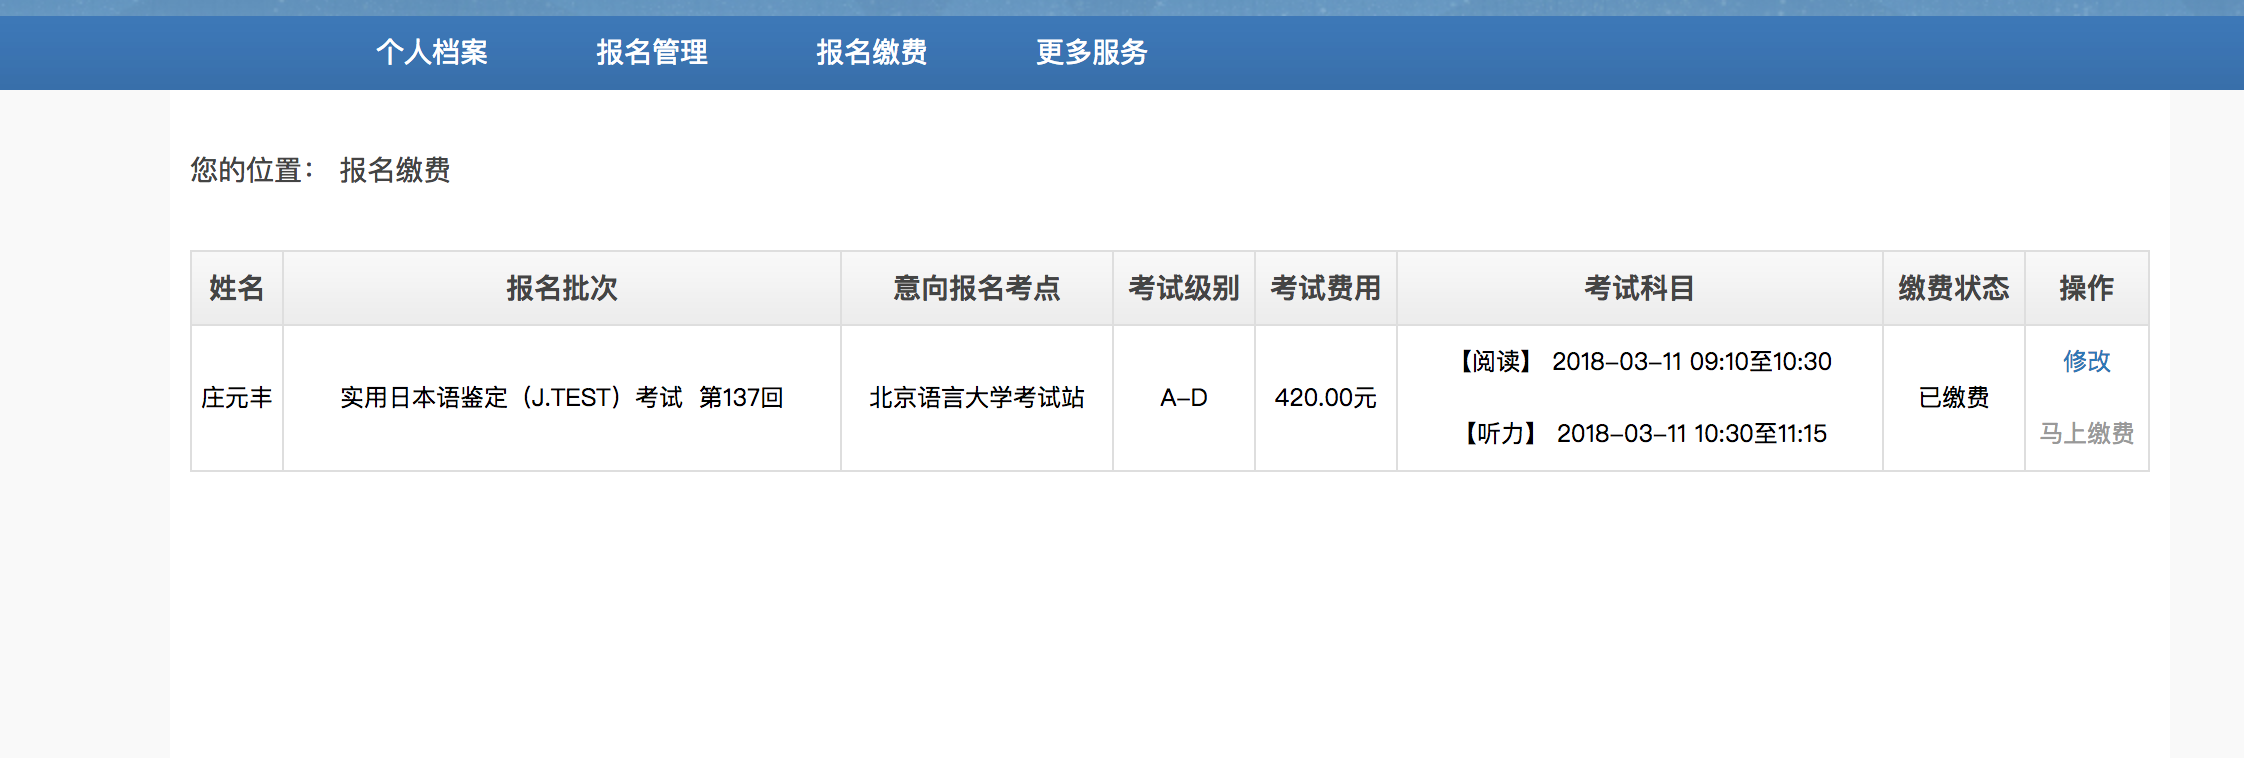 个人档案 报名管理 报名缴费 更多服务
您的位置： 报名缴费
姓名 报名批次 意向报名考点 考试级别 考试费用 考试科目 缴费状态 操作
【阅读】 2018-03-11 09:10至10:30 修改
庄元丰 实用日本语鉴定（J.TEST）考试 第137回 北京语言大学考试站 A-D 420.00元 已缴费
【听力】 2018-03-11 10:30至11:15 马上缴费